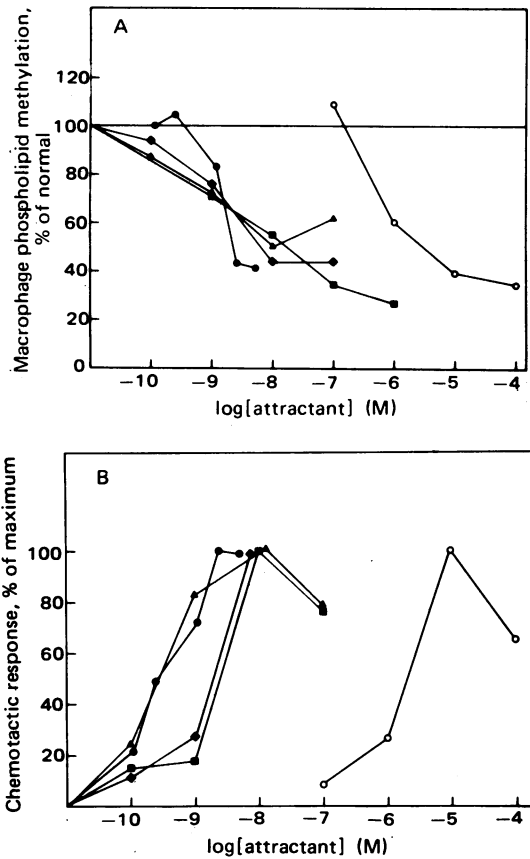 A
Macrophage phospholipid methylation,
% of normal
120
100
80
60
40
20
0
−10 −9 −8 −7 −6 −5 −4
log[attractant] (M)
B
Chemotactic response, % of maximum
100
80
60
40
20
−10 −9 −8 −7 −6 −5 −4
log[attractant] (M)